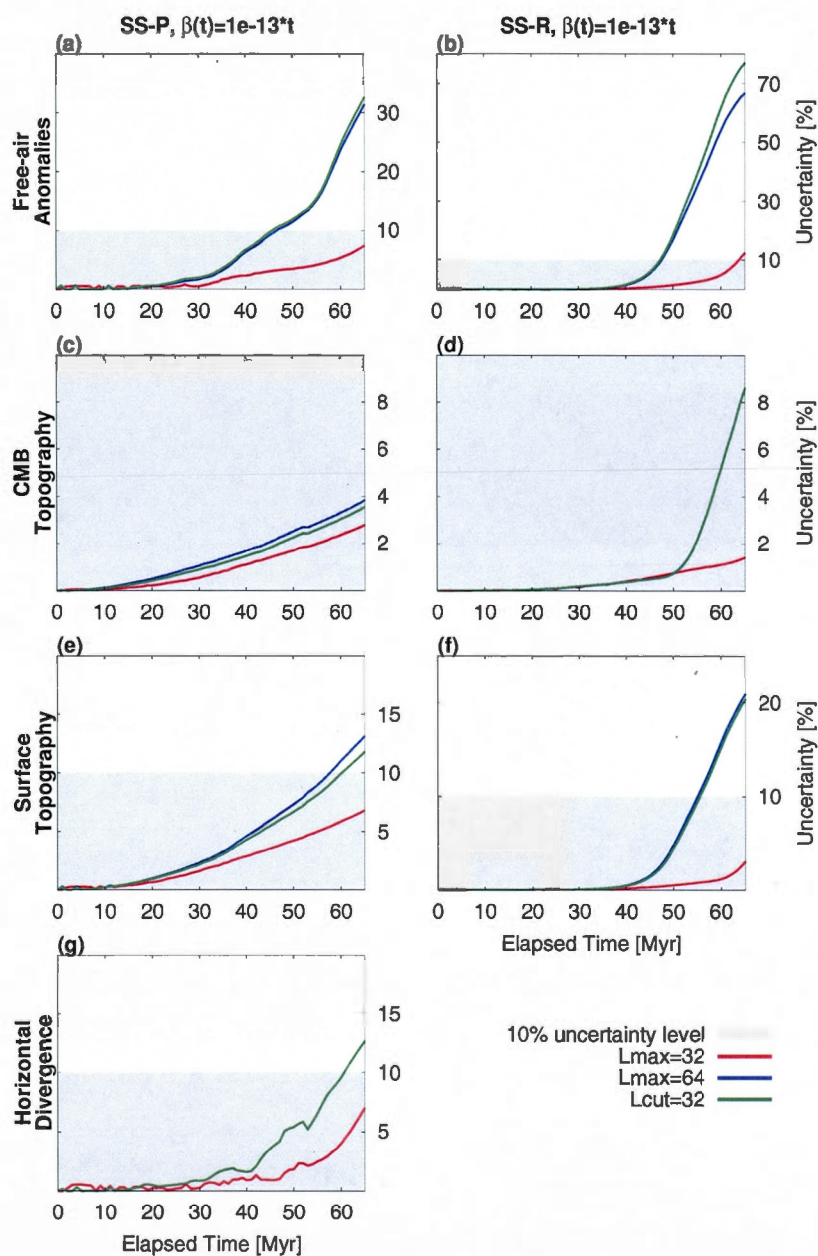 SS-P, β(t)=1e-13*t
SS-R, β(t)=1e-13*t
(a)
Free-air
Anomalies
30
20
10
0 10 20 30 40 50 60
(b)
70
50
30
10
Uncertainty [%]
0 10 20 30 40 50 60
(c)
CMB
Topography
8
6
4
2
0 10 20 30 40 50 60
(d)
8
6
4
2
Uncertainty [%]
0 10 20 30 40 50 60
(e)
Surface
Topography
15
10
5
0 10 20 30 40 50 60
(f)
20
10
Uncertainty [%]
0 10 20 30 40 50 60
Elapsed Time [Myr]
(g)
Horizontal
Divergence
15
10
5
0 10 20 30 40 50 60
Elapsed Time [Myr]
10% uncertainty level
Lmax=32
Lmax=64
Lcut=32